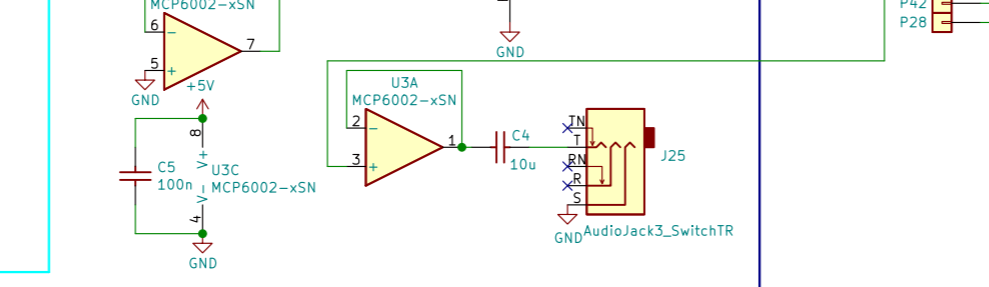 MCP6002-xSN
P42
P28
6
−
7
5
+
GND
+5V
GND
U3A
MCP6002-xSN
2
−
1
3
+
C4
10u
TN
T
RN
R
S
J25
GND
AudioJack3_SwitchTR
8
V+
C5
100n
U3C
MCP6002-xSN
V−
4
GND